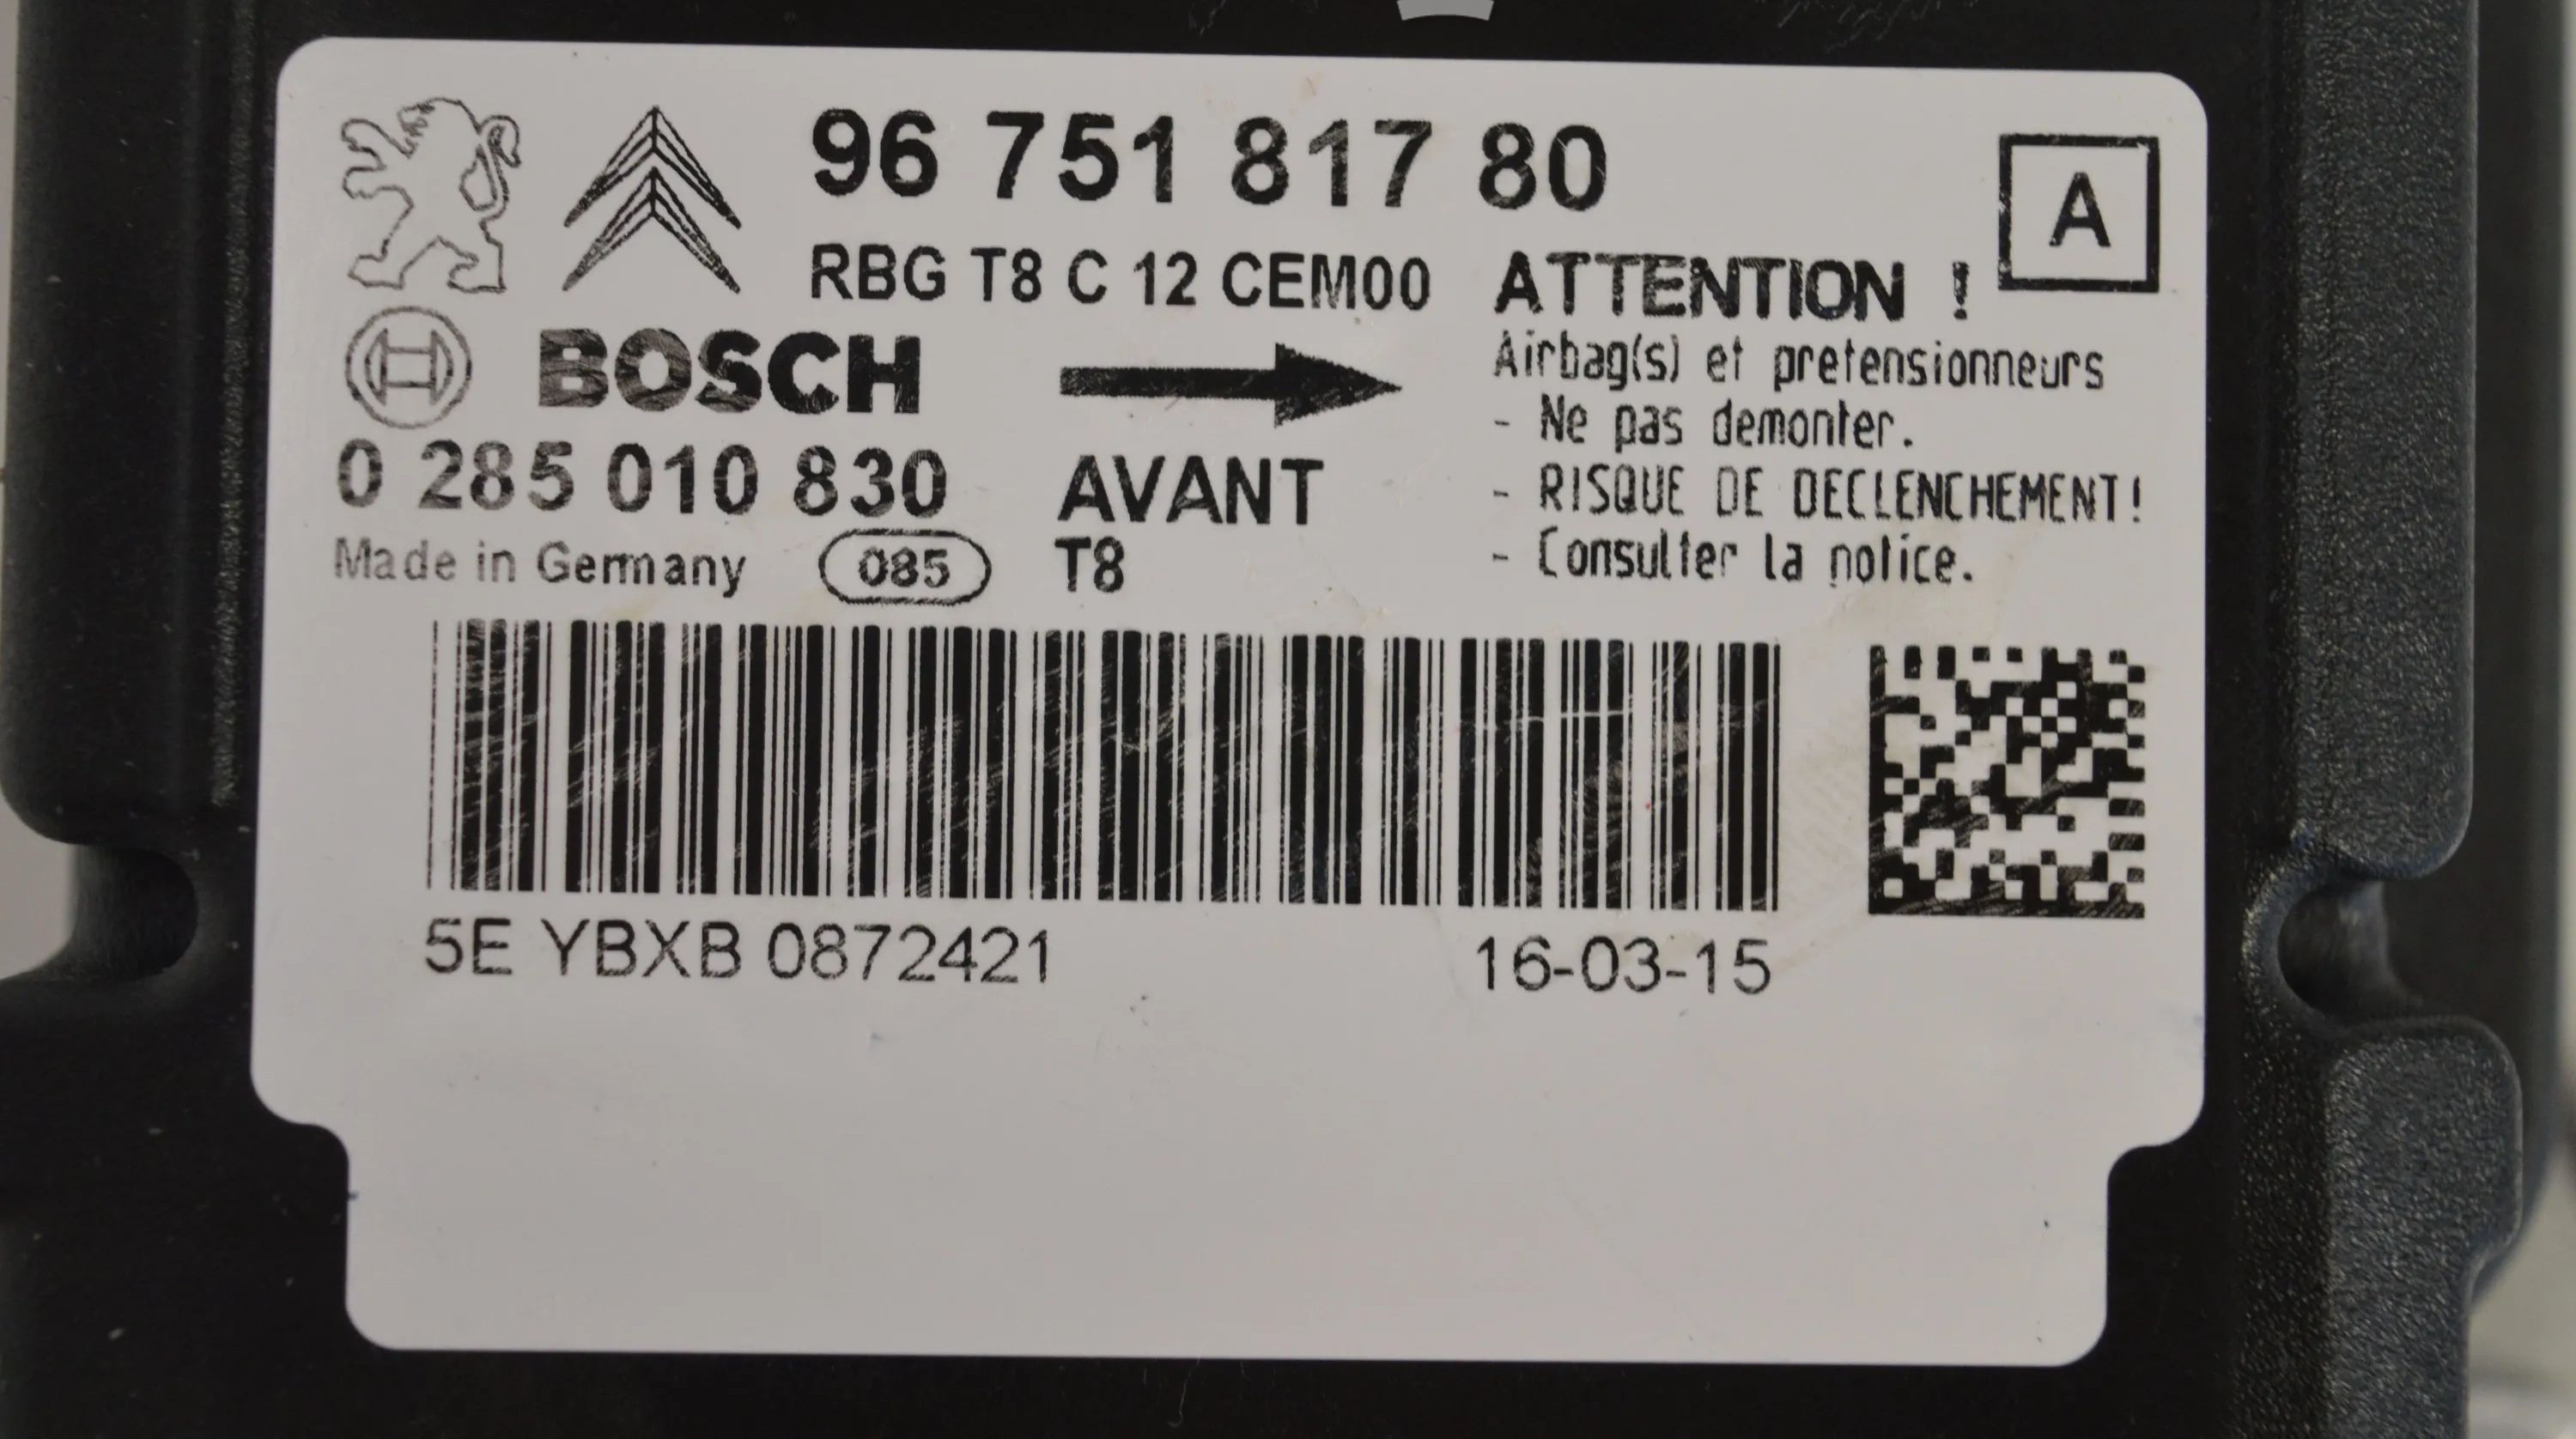 96 751 817 80
A
RBG T8 C 12 CEM00
ATTENTION !
BOSCH
Airbag(s) et pretensionneurs
- Ne pas demonter.
0 285 010 830
AVANT
- RISQUE DE DECLENCHEMENT!
Made in Germany
085
T8
- Consulter la notice.
5E YBXB 0872421
16-03-15